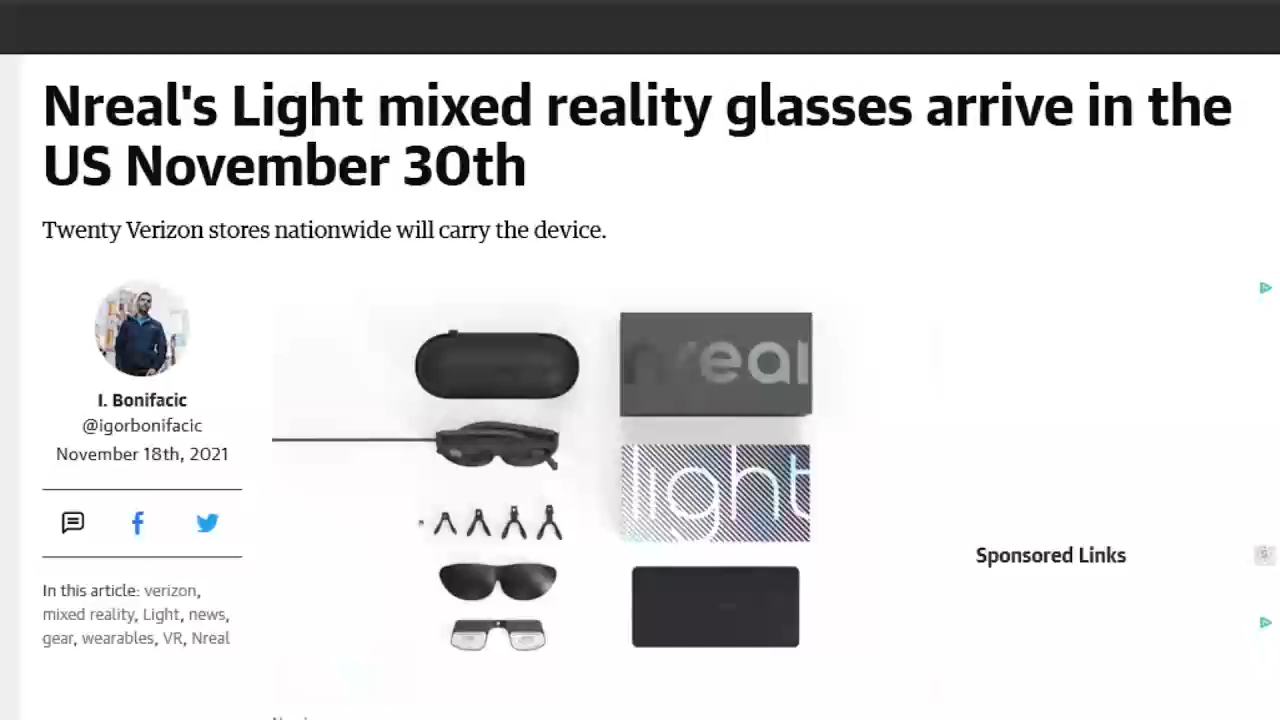 Nreal's Light mixed reality glasses arrive in the
US November 30th
Twenty Verizon stores nationwide will carry the device.
I. Bonifacic
@igorbonifacic
November 18th, 2021
In this article: verizon,
mixed reality, Light, news,
gear, wearables, VR, Nreal
nreal
light
Sponsored Links